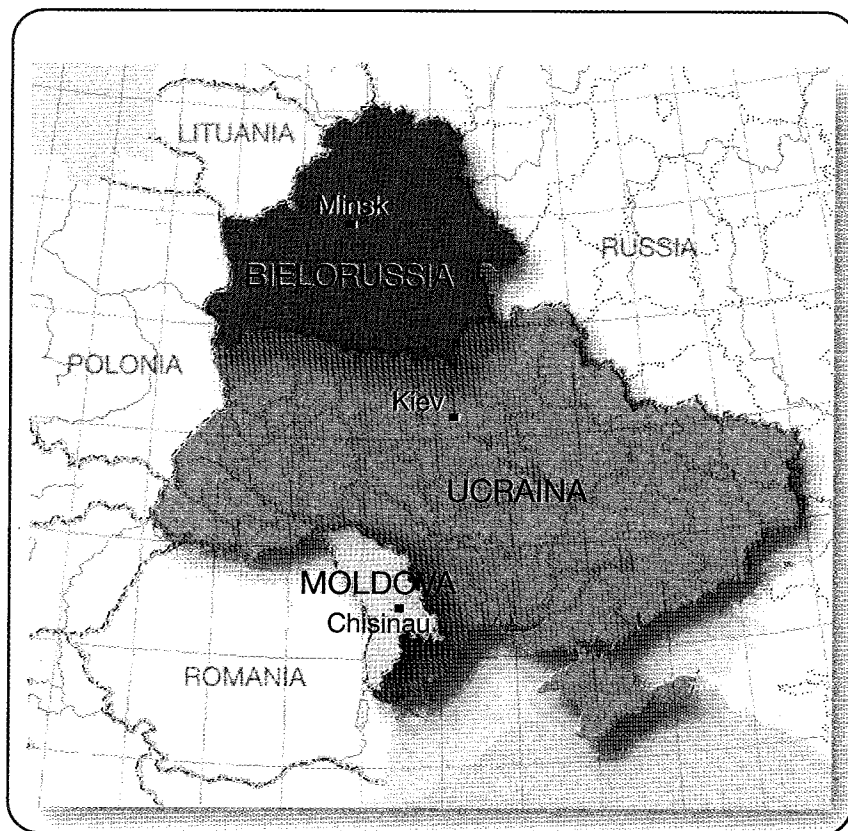 LITUANIA
Minsk
RUSSIA
BIELORUSSIA
POLONIA
Kiev
UCRAINA
MOLDOVA
Chisinau
ROMANIA